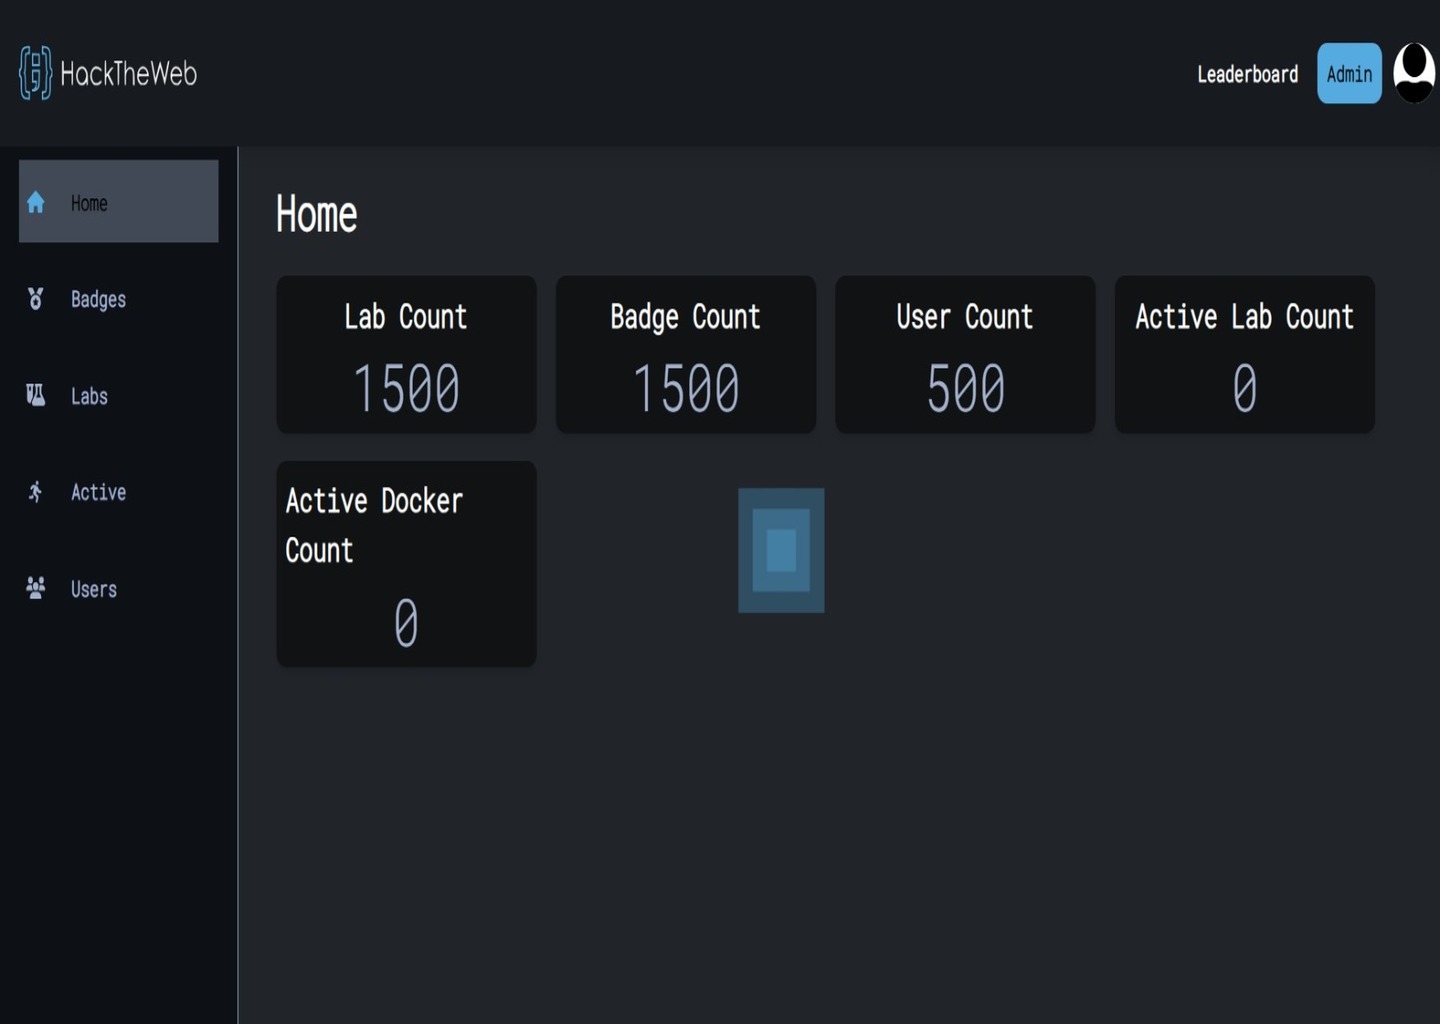 HackTheWeb
Leaderboard
Admin
Home
Badges
Labs
Active
Users
Home
Lab Count
1500
Badge Count
1500
User Count
500
Active Lab Count
0
Active Docker
Count
0